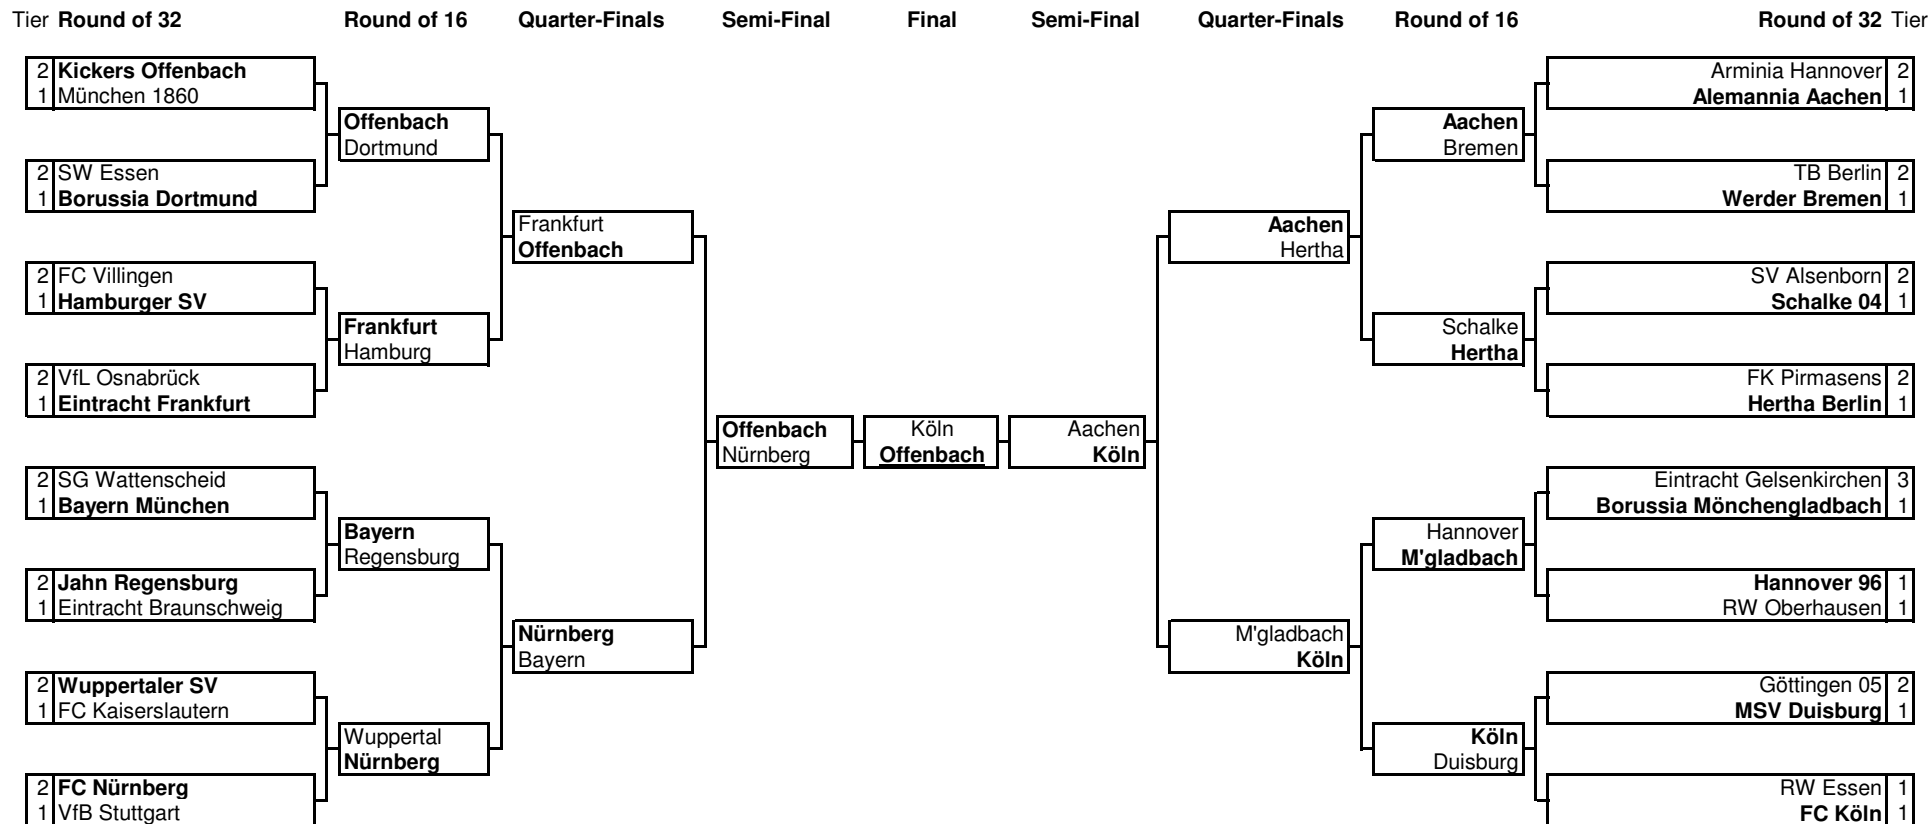 Tier Round of 32 Round of 16 Quarter-Finals Semi-Final Final Semi-Final Quarter-Finals Round of 16 Round of 32 Tier
2 Kickers Offenbach
1 München 1860
2 SW Essen
1 Borussia Dortmund
2 FC Villingen
1 Hamburger SV
2 VfL Osnabrück
1 Eintracht Frankfurt
2 SG Wattenscheid
1 Bayern München
2 Jahn Regensburg
1 Eintracht Braunschweig
2 Wuppertaler SV
1 FC Kaiserslautern
2 FC Nürnberg
1 VfB Stuttgart
Offenbach
Dortmund
Frankfurt
Hamburg
Bayern
Regensburg
Wuppertal
Nürnberg
Frankfurt
Offenbach
Nürnberg
Bayern
Offenbach
Nürnberg
Köln
Offenbach
Aachen
Köln
Aachen
Hertha
M'gladbach
Köln
Aachen
Bremen
Schalke
Hertha
Hannover
M'gladbach
Köln
Duisburg
Arminia Hannover 2
Alemannia Aachen 1
TB Berlin 2
Werder Bremen 1
SV Alsenborn 2
Schalke 04 1
FK Pirmasens 2
Hertha Berlin 1
Eintracht Gelsenkirchen 3
Borussia Mönchengladbach 1
Hannover 96 1
RW Oberhausen 1
Göttingen 05 2
MSV Duisburg 1
RW Essen 1
FC Köln 1